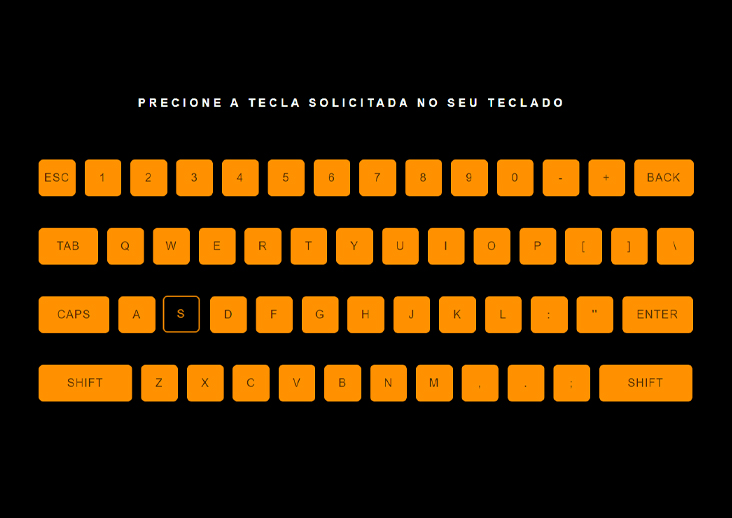 PRECIONE A TECLA SOLICITADA NO SEU TECLADO
ESC 1 2 3 4 5 6 7 8 9 0 - + BACK
TAB Q W E R T Y U I O P [ ] \
CAPS A S D F G H J K L : " ENTER
SHIFT Z X C V B N M , . ; SHIFT